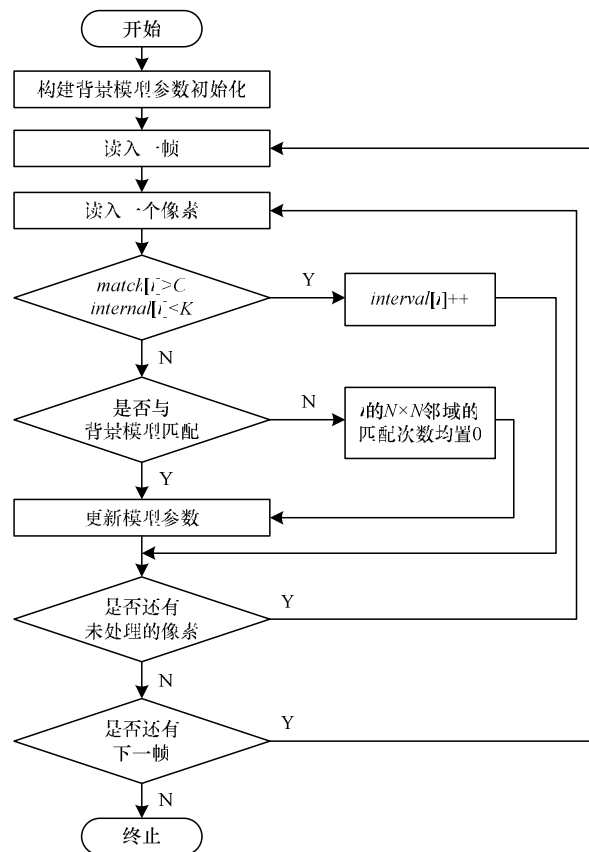 开始
构建背景模型参数初始化
读入一帧
读入一个像素
match[i]>C
internal[i]<K
Y
interval[i]++
N
是否与
背景模型匹配
N
i的N×N邻域的
匹配次数均置0
Y
更新模型参数
是否还有
未处理的像素
Y
N
是否还有
下一帧
Y
N
终止